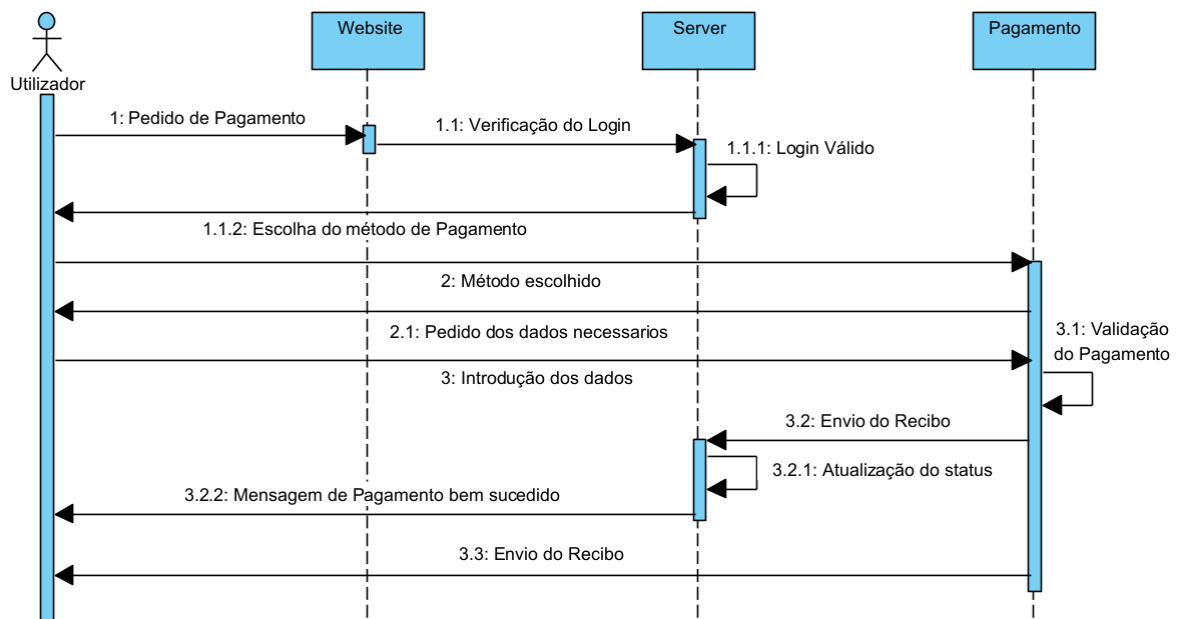 Website
Server
Pagamento
Utilizador
1: Pedido de Pagamento
1.1: Verificação do Login
1.1.1: Login Válido
1.1.2: Escolha do método de Pagamento
2: Método escolhido
2.1: Pedido dos dados necessarios
3.1: Validação
do Pagamento
3: Introdução dos dados
3.2: Envio do Recibo
3.2.1: Atualização do status
3.2.2: Mensagem de Pagamento bem sucedido
3.3: Envio do Recibo